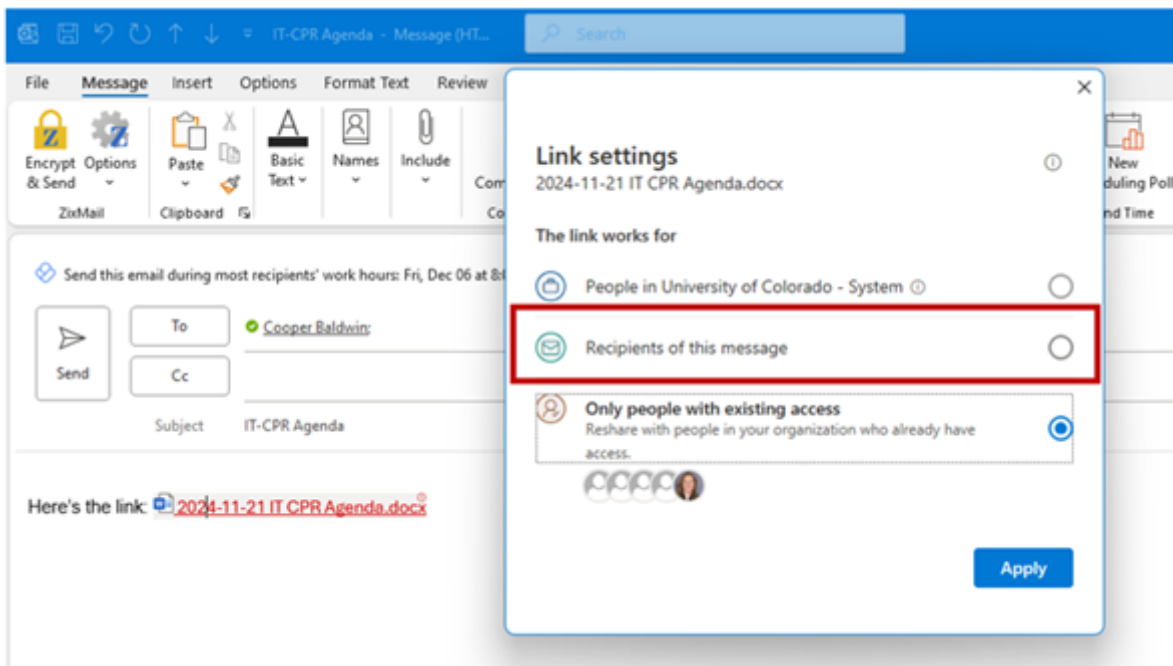 IT-CPR Agenda - Message (HT...
Search
File Message Insert Options Format Text Review
Encrypt & Send
Options
ZixMail
Paste
Clipboard
Basic Text
Names
Include
New
duling Poll
nd Time
Send this email during most recipients' work hours: Fri, Dec 06 at
Send
To
Cooper Baldwin;
Cc
Subject
IT-CPR Agenda
Here's the link: 2024-11-21 IT CPR Agenda.docx
Link settings
2024-11-21 IT CPR Agenda.docx
The link works for
People in University of Colorado - System
Recipients of this message
Only people with existing access
Reshare with people in your organization who already have
access.
Apply